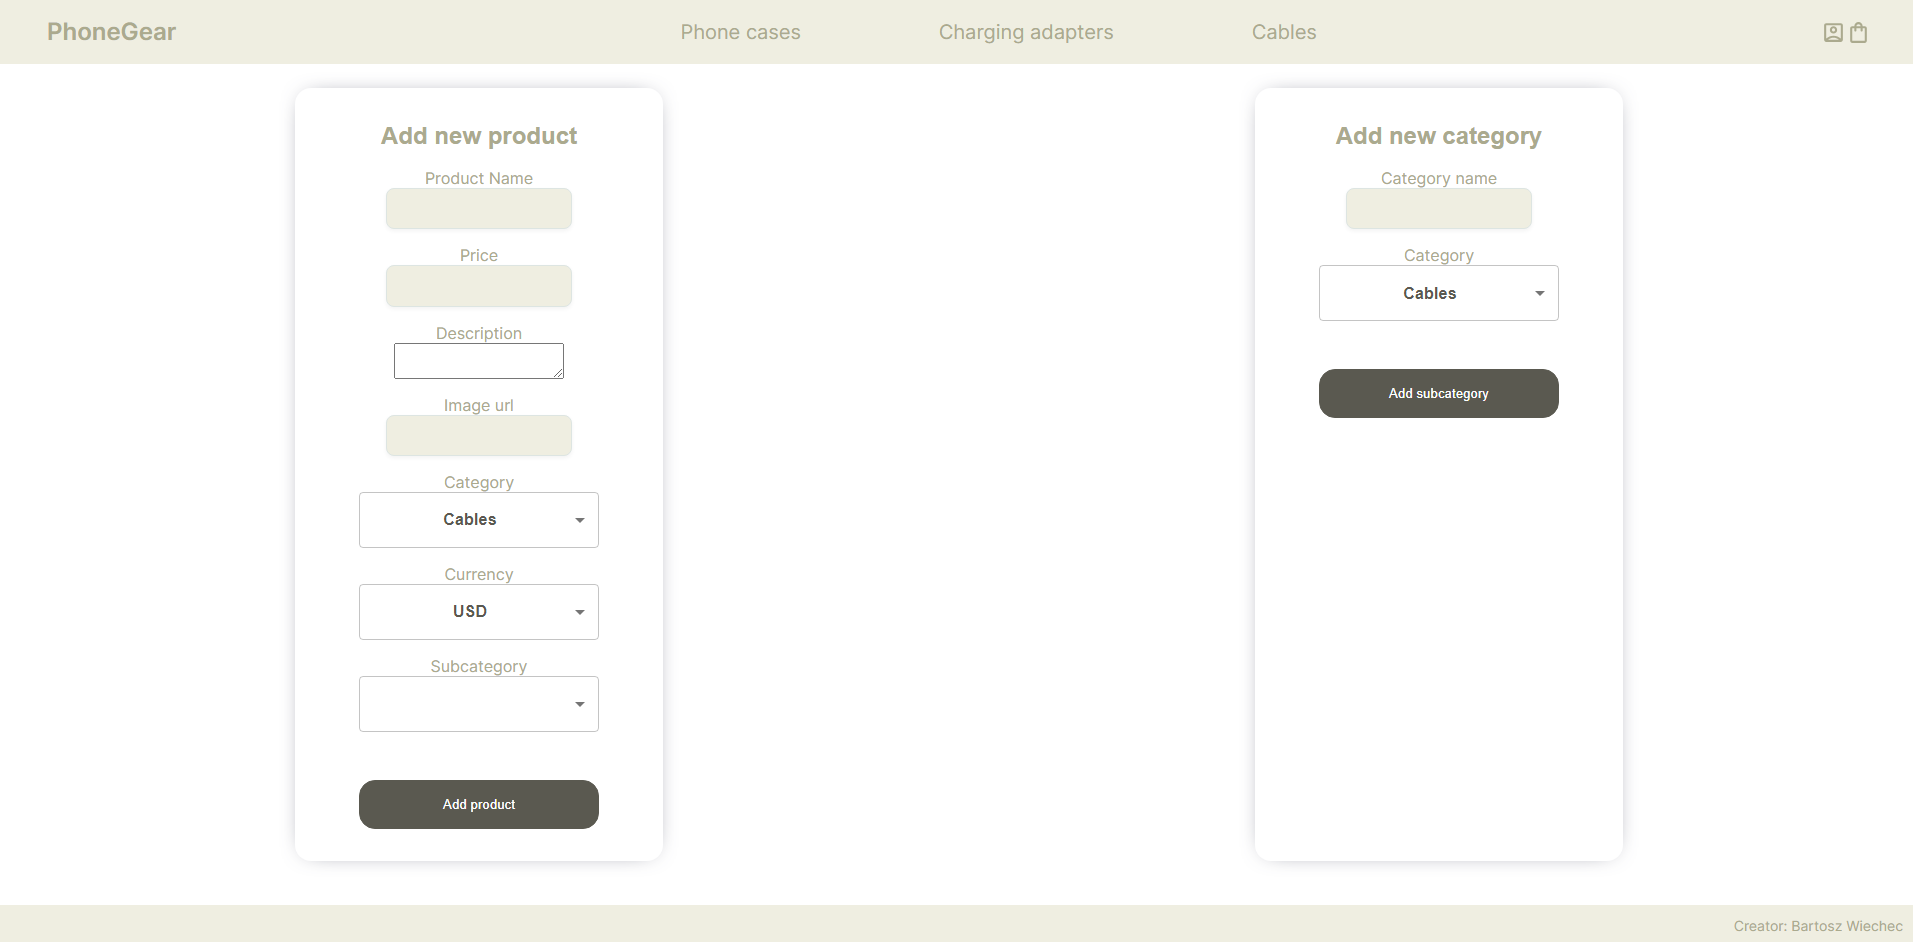 PhoneGear
Phone cases
Charging adapters
Cables
Add new product
Product Name
Price
Description
Image url
Category
Cables
Currency
USD
Subcategory
Add product
Add new category
Category name
Category
Cables
Add subcategory
Creator: Bartosz Wiechec